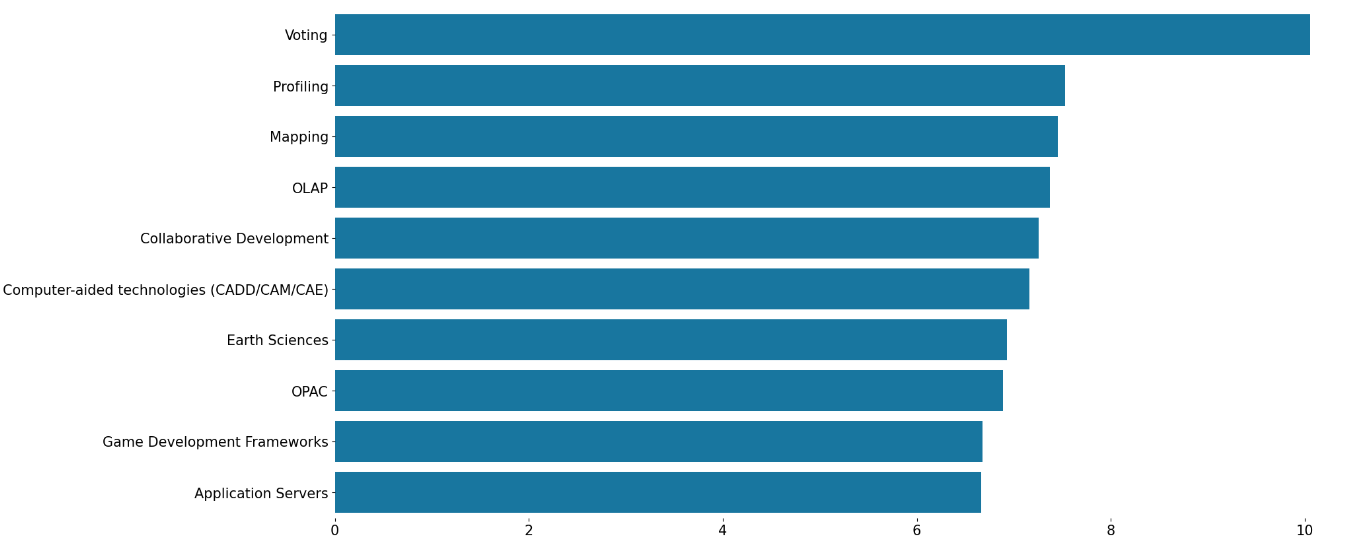 Voting
Profiling
Mapping
OLAP
Collaborative Development
Computer-aided technologies (CADD/CAM/CAE)
Earth Sciences
OPAC
Game Development Frameworks
Application Servers
0 2 4 6 8 10